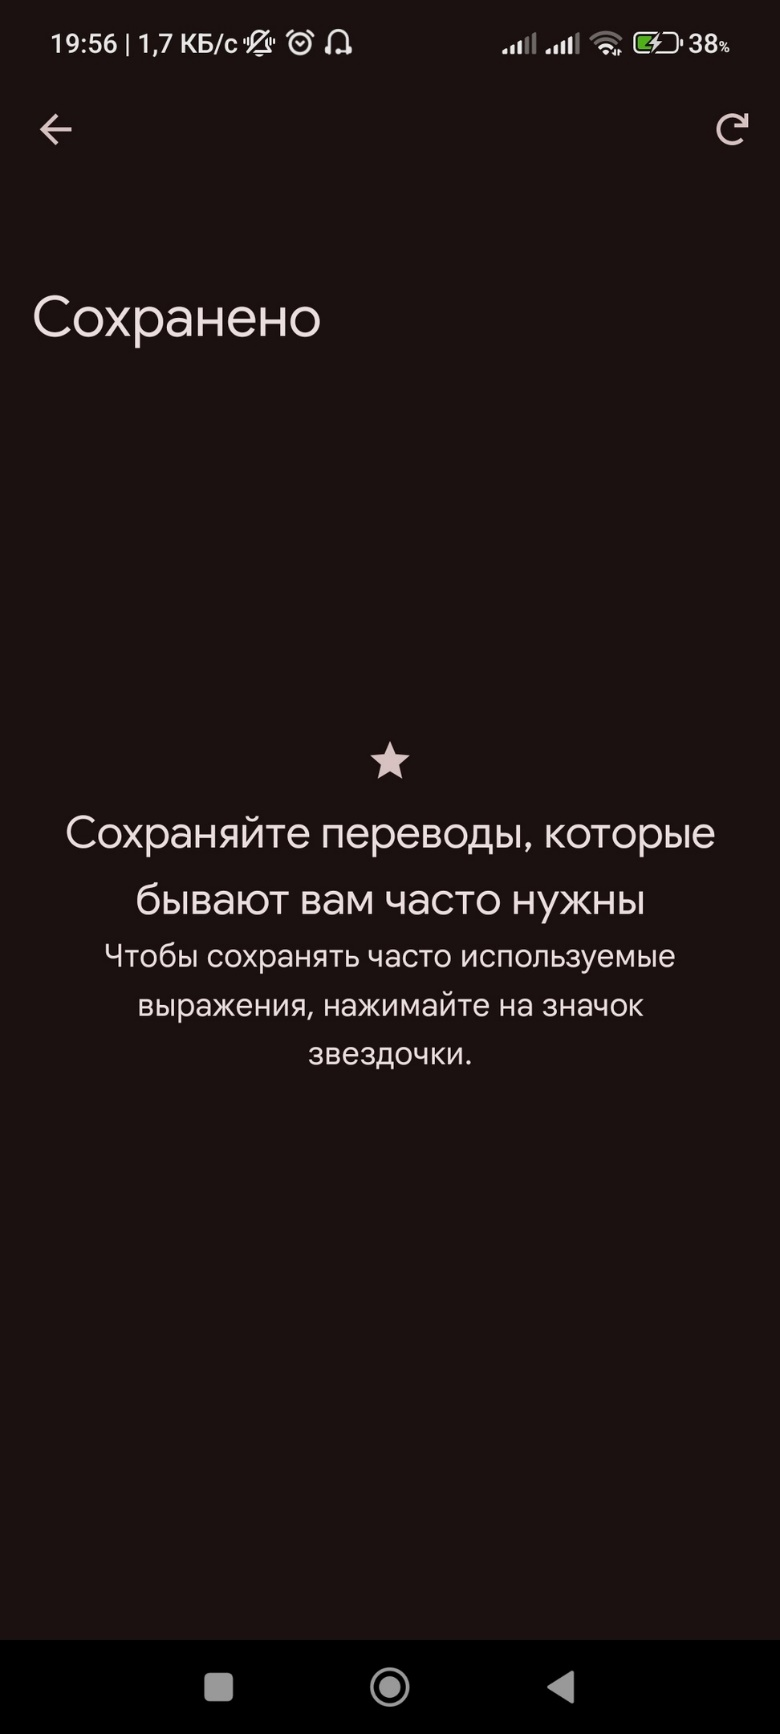 19:56 | 1,7 КБ/с 38%
Сохранено
Сохраняйте переводы, которые
бывают вам часто нужны
Чтобы сохранять часто используемые
выражения, нажимайте на значок
звездочки.